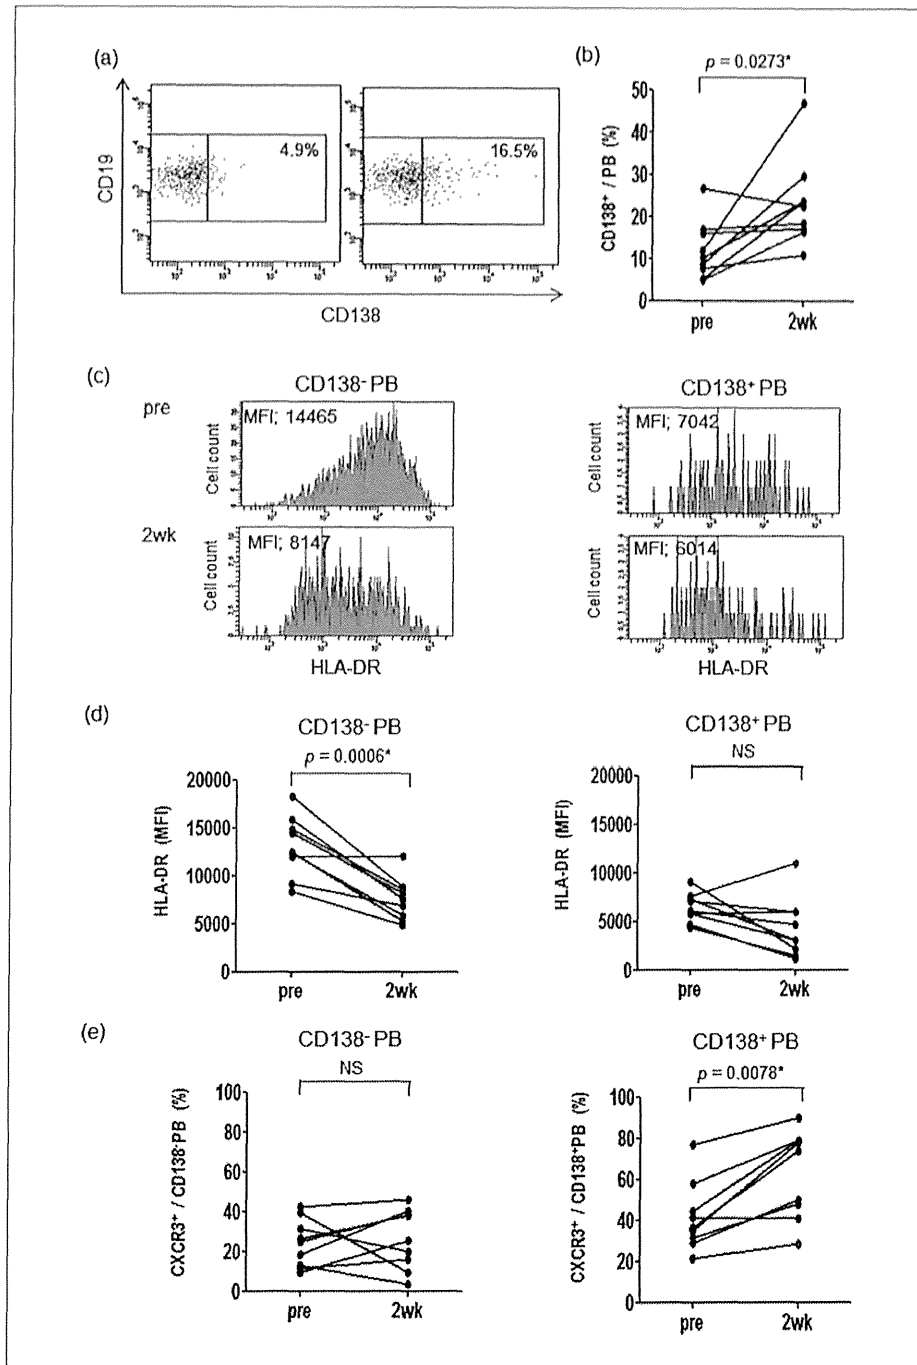 (a)
CD19
4.9%
16.5%
CD138
(b)
p = 0.0273*
CD138+ / PB (%)
50
40
30
20
10
0
pre
2wk
(c)
CD138- PB
CD138+ PB
pre
MFI; 14465
Cell count
MFI; 7042
Cell count
2wk
MFI; 8147
Cell count
MFI; 6014
Cell count
HLA-DR
HLA-DR
(d)
CD138- PB
p = 0.0006*
HLA-DR (MFI)
20000
15000
10000
5000
0
pre
2wk
CD138+ PB
NS
HLA-DR (MFI)
20000
15000
10000
5000
0
pre
2wk
(e)
CD138- PB
NS
CXCR3+ / CD138-PB (%)
100
80
60
40
20
0
pre
2wk
CD138+ PB
p = 0.0078*
CXCR3+ / CD138+PB (%)
100
80
60
40
20
0
pre
2wk